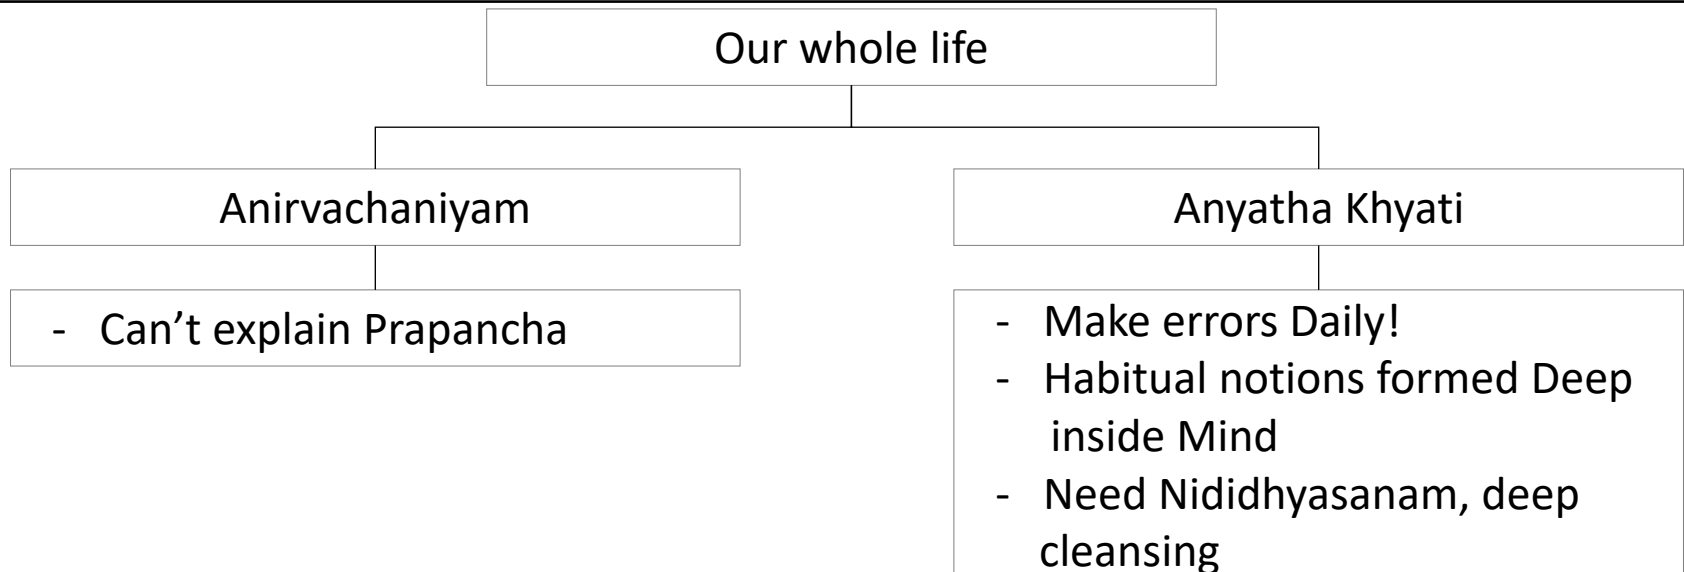 Our whole life
Anirvachaniyam
Anyatha Khyati
- Can’t explain Prapancha
- Make errors Daily!
- Habitual notions formed Deep
inside Mind
- Need Nididhyasanam, deep
cleansing